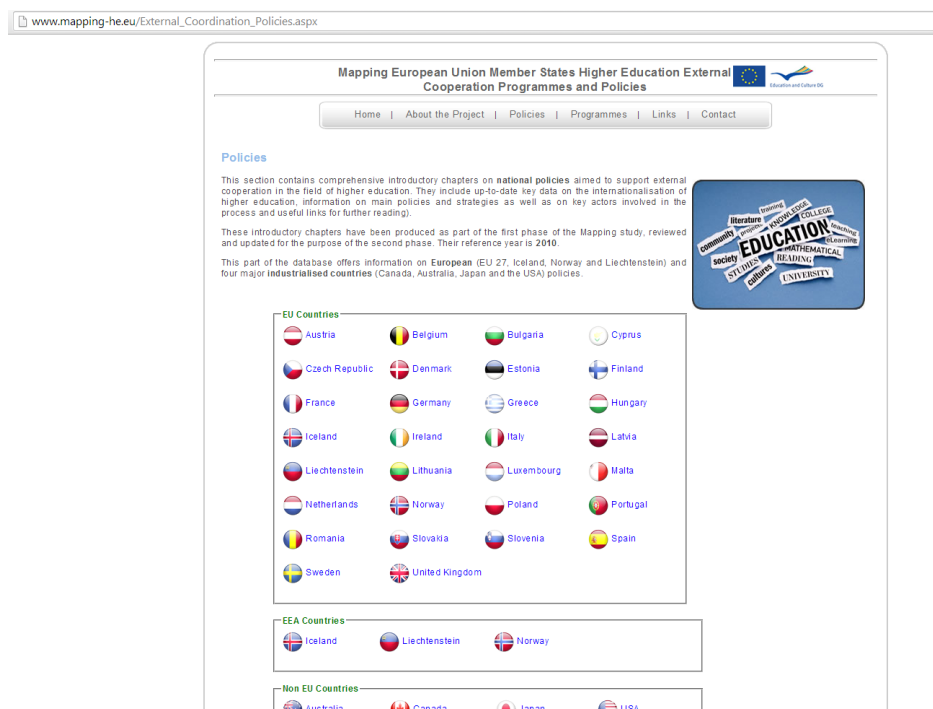 www.mapping-he.eu/External_Coordination_Policies.aspx
Mapping European Union Member States Higher Education External
Cooperation Programmes and Policies
Education and Culture DG
Home | About the Project | Policies | Programmes | Links | Contact
Policies
This section contains comprehensive introductory chapters on national policies aimed to support external
cooperation in the field of higher education. They include up-to-date key data on the internationalisation of
higher education, information on main policies and strategies as well as on key actors involved in the
process and useful links for further reading).
These introductory chapters have been produced as part of the first phase of the Mapping study, reviewed
and updated for the purpose of the second phase. Their reference year is 2010.
This part of the database offers information on European (EU 27, Iceland, Norway and Liechtenstein) and
four major industrialised countries (Canada, Australia, Japan and the USA) policies.
training
literature
KNOWLEDGE
COLLEGE
project
teaching
community
EDUCATION
eLearning
society
MATHEMATICAL
STUDIES
READING
cultures
UNIVERSITY
EU Countries
Austria Belgium Bulgaria Cyprus
Czech Republic Denmark Estonia Finland
France Germany Greece Hungary
Iceland Ireland Italy Latvia
Liechtenstein Lithuania Luxembourg Malta
Netherlands Norway Poland Portugal
Romania Slovakia Slovenia Spain
Sweden United Kingdom
EEA Countries
Iceland Liechtenstein Norway
Non EU Countries
Australia Canada Japan USA